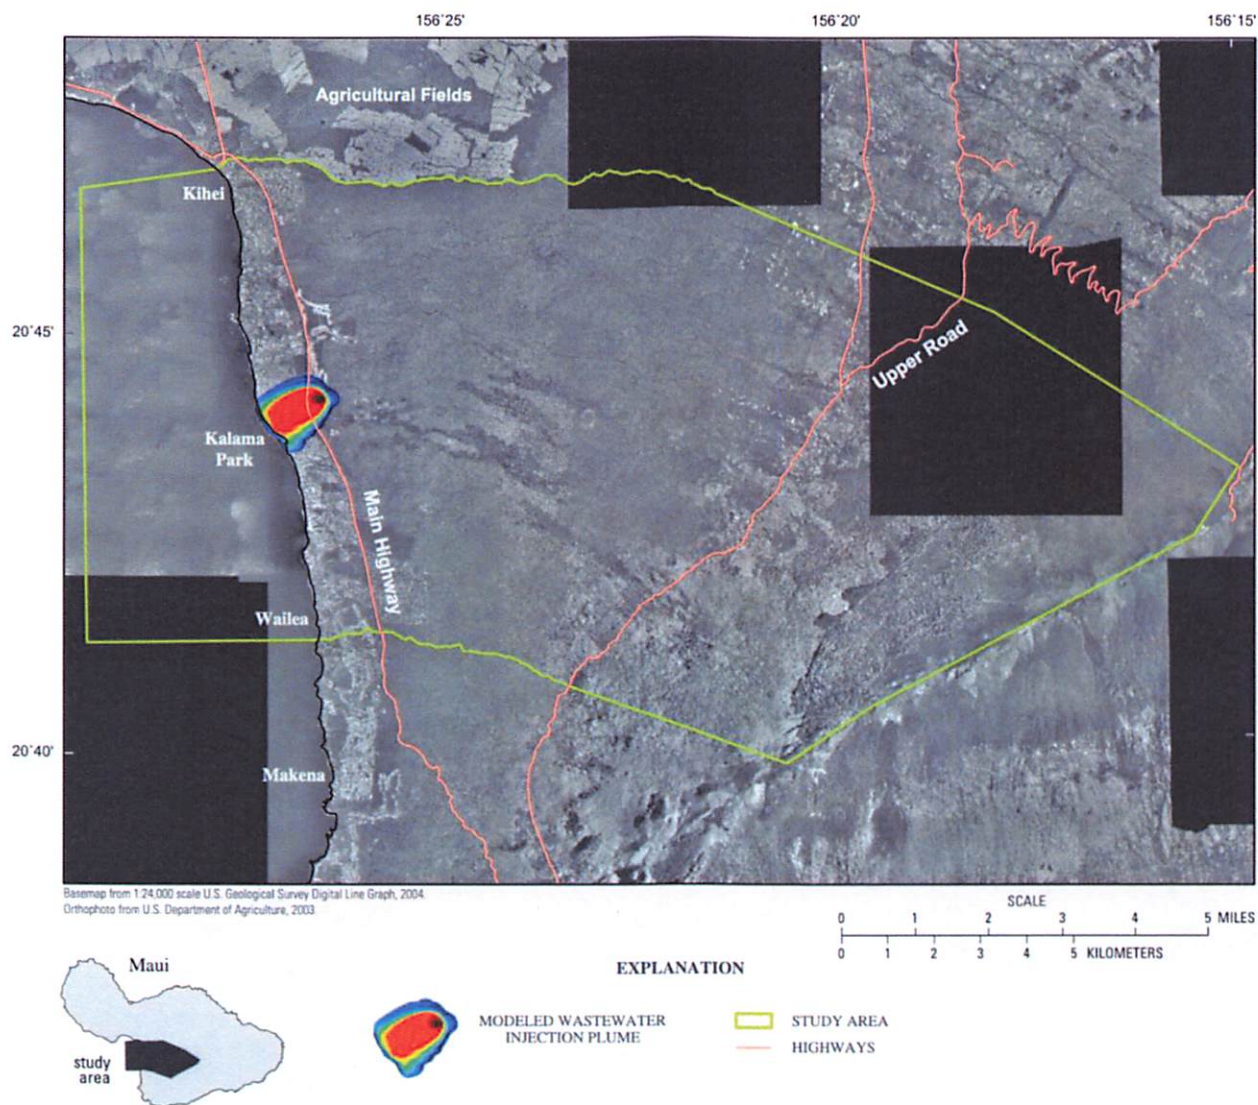 156°25' 156°20' 156°15'
Agricultural Fields
Kihei
20°45'
Upper Road
Kalama
Park
Main Highway
Wailea
20°40'
Makena
Basemap from 1:24,000 scale U.S. Geological Survey Digital Line Graph, 2004.
Orthophoto from U.S. Department of Agriculture, 2003.
SCALE
0 1 2 3 4 5 MILES
0 1 2 3 4 5 KILOMETERS
Maui
EXPLANATION
study
area
MODELED WASTEWATER
INJECTION PLUME
STUDY AREA
HIGHWAYS